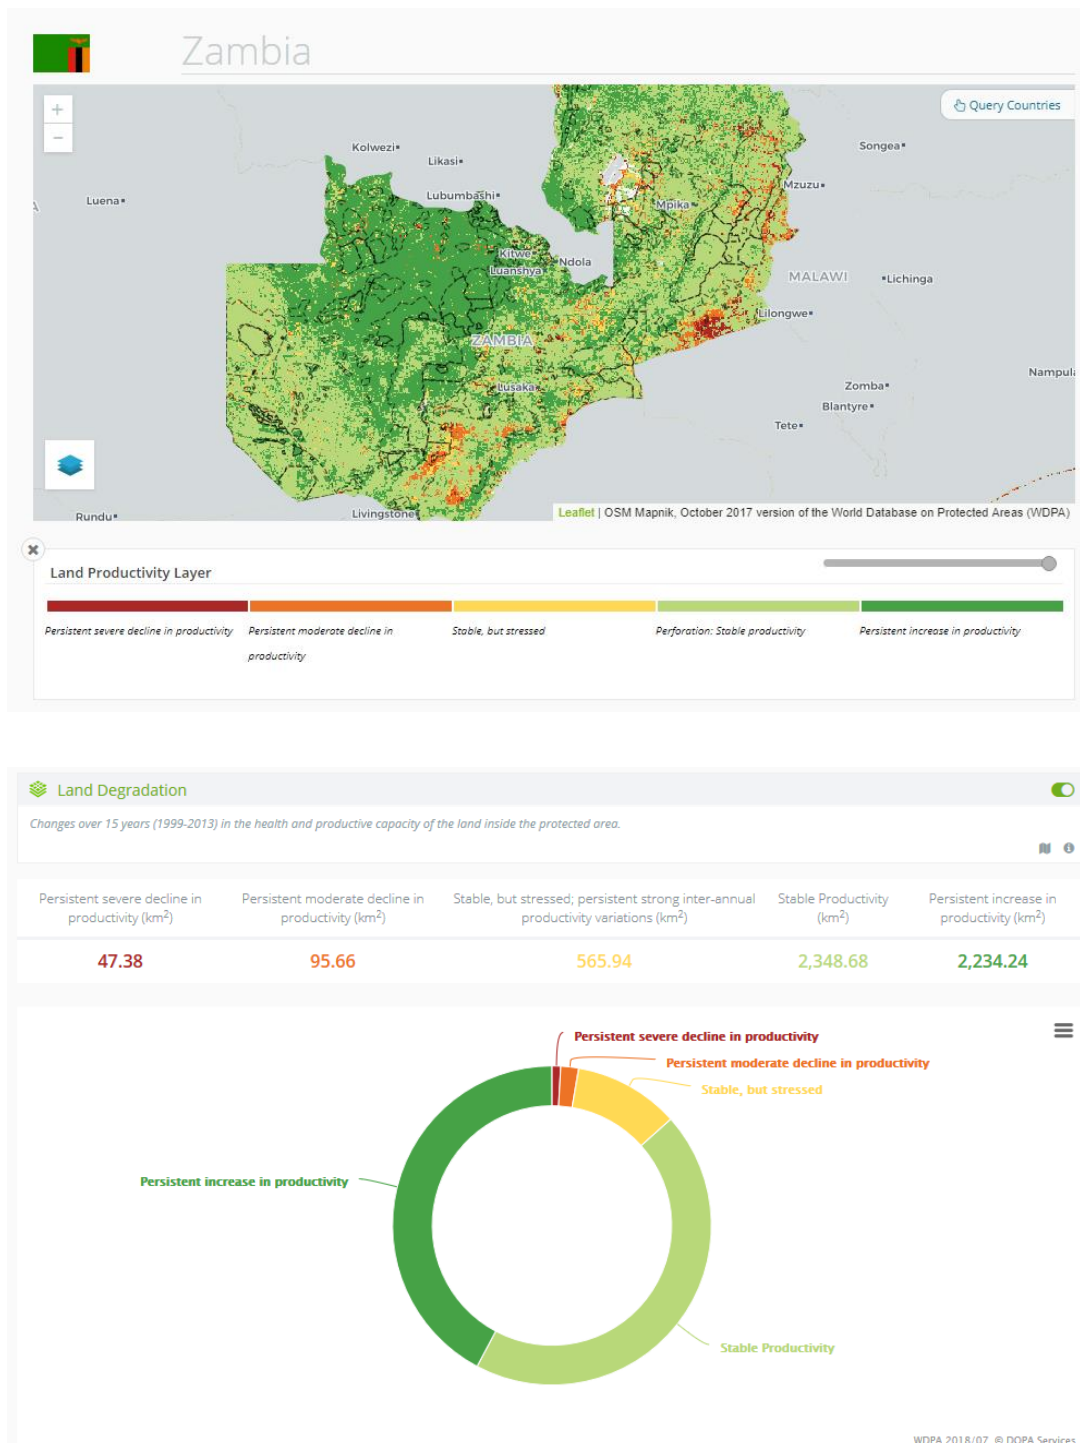 Zambia
+
−
Query Countries
Kolwezi
Likasi
Songea
Luena
Lubumbashi
Mzuzu
Mpika
Kitwe
Ndola
Luanshya
MALAWI
Lichinga
Lilongwe
ZAMBIA
Nampula
Lusaka
Zomba
Blantyre
Tete
Rundu
Livingstone
Leaflet | OSM Mapnik, October 2017 version of the World Database on Protected Areas (WDPA)
Land Productivity Layer
Persistent severe decline in productivity
Persistent moderate decline in
productivity
Stable, but stressed
Perforation: Stable productivity
Persistent increase in productivity
Land Degradation
Changes over 15 years (1999-2013) in the health and productive capacity of the land inside the protected area.
Persistent severe decline in
productivity (km²)
Persistent moderate decline in
productivity (km²)
Stable, but stressed; persistent strong inter-annual
productivity variations (km²)
Stable Productivity
(km²)
Persistent increase in
productivity (km²)
47.38
95.66
565.94
2,348.68
2,234.24
Persistent severe decline in productivity
Persistent moderate decline in productivity
Stable, but stressed
Persistent increase in productivity
Stable Productivity
WDPA 2018/07, © DOPA Services